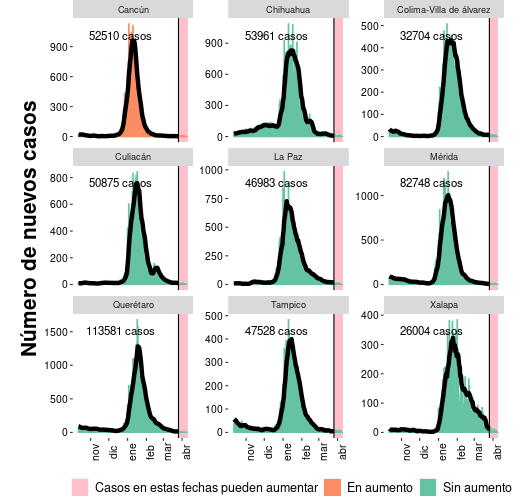 Número de nuevos casos
Cancún
52510 casos
900
600
300
0
Chihuahua
53961 casos
900
600
300
0
Colima-Villa de álvarez
32704 casos
500
400
300
200
100
0
Culiacán
50875 casos
800
600
400
200
0
La Paz
46983 casos
1000
750
500
250
0
Mérida
82748 casos
1000
500
0
Querétaro
113581 casos
1500
1000
500
0
nov dic ene feb mar abr
Tampico
47528 casos
500
400
300
200
100
0
nov dic ene feb mar abr
Xalapa
26004 casos
400
300
200
100
0
nov dic ene feb mar abr
Casos en estas fechas pueden aumentar En aumento Sin aumento